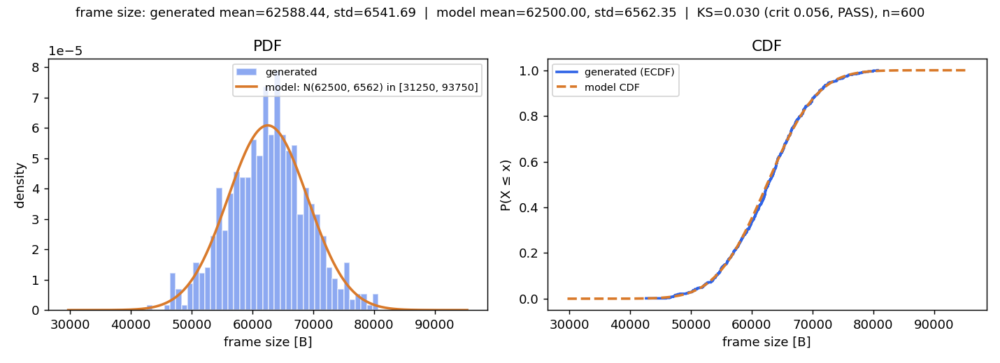 frame size: generated mean=62588.44, std=6541.69 | model mean=62500.00, std=6562.35 | KS=0.030 (crit 0.056, PASS), n=600
PDF
1e−5
8
7
6
5
4
3
2
1
0
density
generated
model: N(62500, 6562) in [31250, 93750]
30000 40000 50000 60000 70000 80000 90000
frame size [B]
CDF
1.0
0.8
0.6
0.4
0.2
0.0
P(X ≤ x)
generated (ECDF)
model CDF
30000 40000 50000 60000 70000 80000 90000
frame size [B]